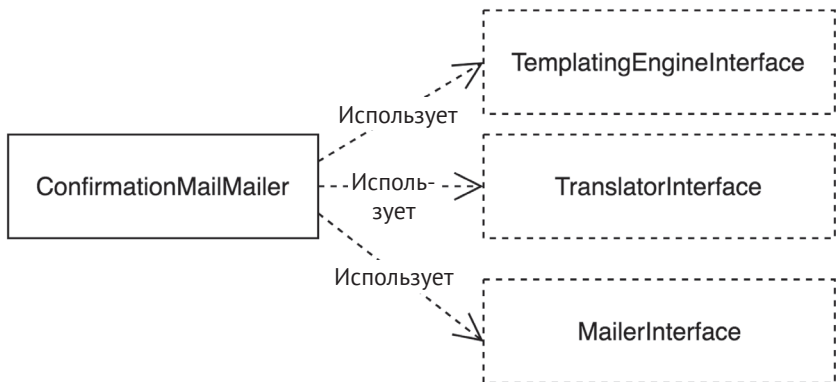 TemplatingEngineInterface
Использует
ConfirmationMailMailer
Исполь-
зует
TranslatorInterface
Использует
MailerInterface